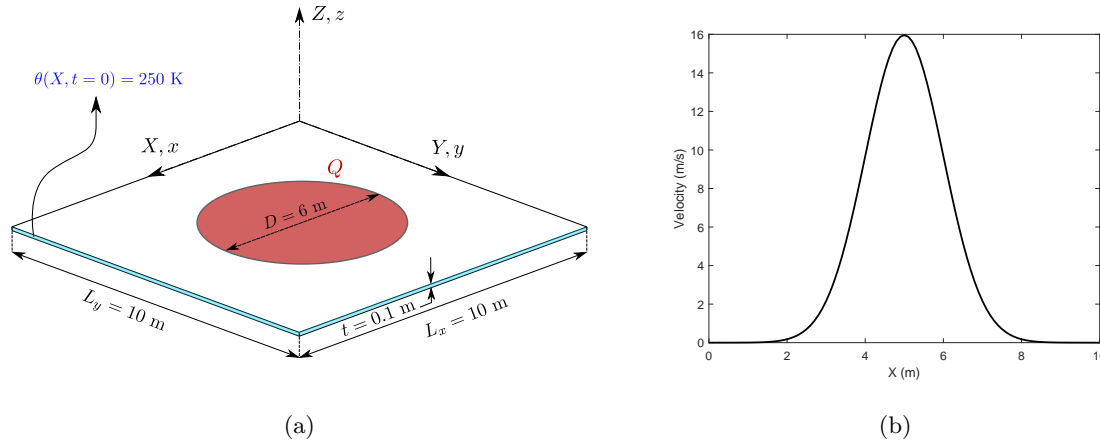 Z, z
θ(X, t = 0) = 250 K
X, x
Y, y
Q
D = 6 m
t = 0.1 m
L_y = 10 m
L_x = 10 m
(a)
16
14
12
10
8
6
4
2
0
Velocity (m/s)
0 2 4 6 8 10
X (m)
(b)